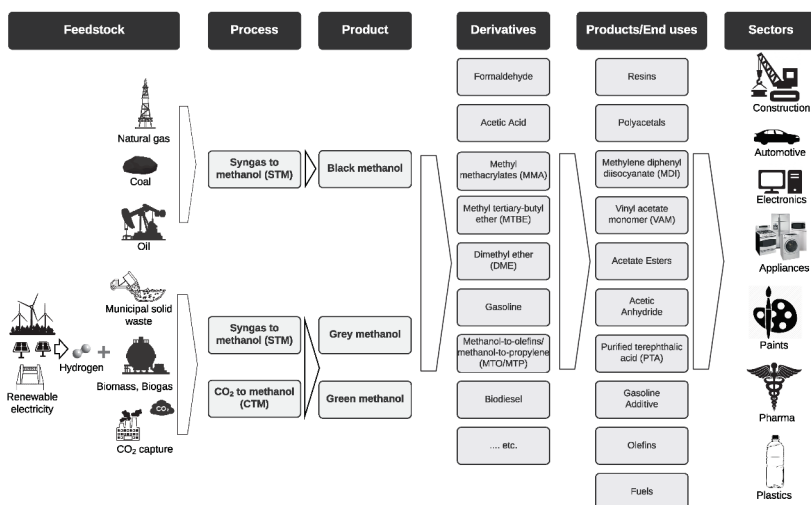 Feedstock
Process
Product
Derivatives
Products/End uses
Sectors
Natural gas
Coal
Oil
Syngas to
methanol (STM)
Black methanol
Municipal solid
waste
Hydrogen
+
Renewable
electricity
Biomass, Biogas
CO₂
CO₂ capture
Syngas to
methanol (STM)
CO₂ to methanol
(CTM)
Grey methanol
Green methanol
Formaldehyde
Acetic Acid
Methyl
methacrylates (MMA)
Methyl tertiary-butyl
ether (MTBE)
Dimethyl ether
(DME)
Gasoline
Methanol-to-olefins/
methanol-to-propylene
(MTO/MTP)
Biodiesel
.... etc.
Resins
Polyacetals
Methylene diphenyl
diisocyanate (MDI)
Vinyl acetate
monomer (VAM)
Acetate Esters
Acetic
Anhydride
Purified terephthalic
acid (PTA)
Gasoline
Additive
Olefins
Fuels
Construction
Automotive
Electronics
Appliances
Paints
Pharma
Plastics